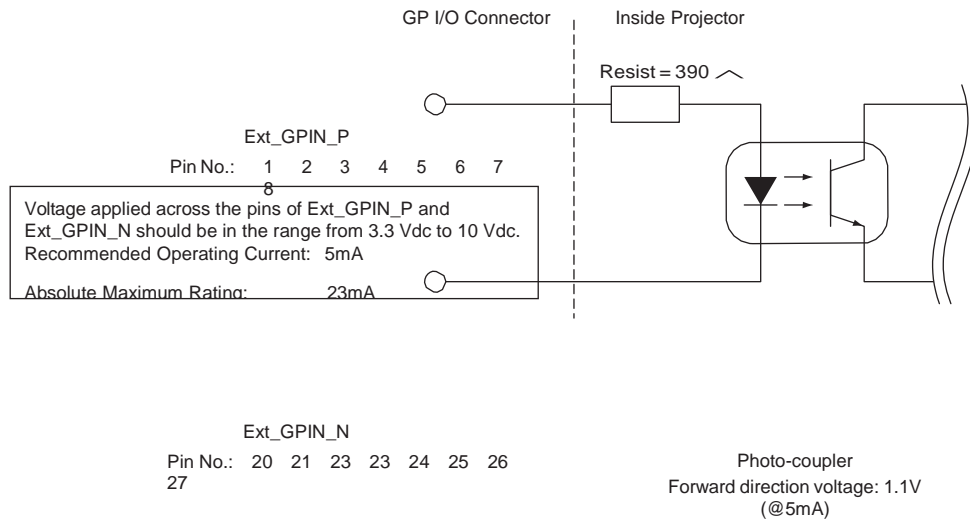 GP I/O Connector
Inside Projector
Resist = 390
Ext_GPIN_P
Pin No.: 1 2 3 4 5 6 7
8
Voltage applied across the pins of Ext_GPIN_P and
Ext_GPIN_N should be in the range from 3.3 Vdc to 10 Vdc.
Recommended Operating Current: 5mA
Absolute Maximum Rating: 23mA
Ext_GPIN_N
Pin No.: 20 21 23 23 24 25 26
27
Photo-coupler
Forward direction voltage: 1.1V
(@5mA)